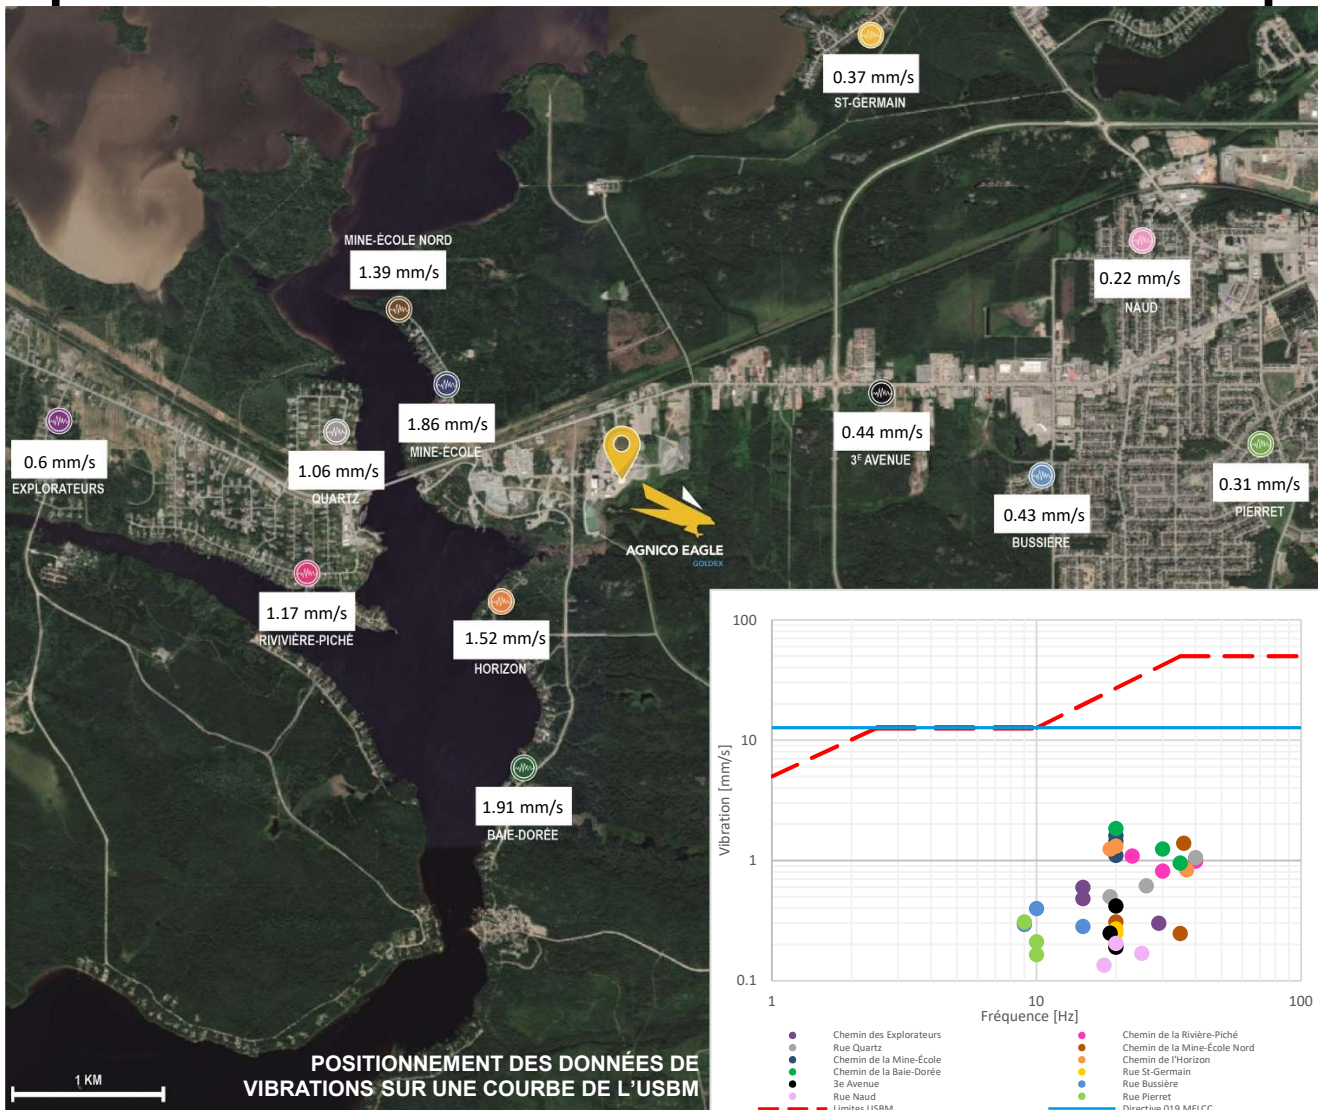 0.37 mm/s
ST-GERMAIN
MINE-ÉCOLE NORD
1.39 mm/s
0.22 mm/s
NAUD
1.86 mm/s
MINE-ÉCOLE
0.6 mm/s
EXPLORATEURS
1.06 mm/s
QUARTZ
0.44 mm/s
3E AVENUE
0.31 mm/s
PIERRET
0.43 mm/s
BUSSIÈRE
AGNICO EAGLE
GOLDEX
1.17 mm/s
RIVIVIÈRE-PICHÉ
1.52 mm/s
HORIZON
1.91 mm/s
BAIE-DORÉE
1 KM
POSITIONNEMENT DES DONNÉES DE
VIBRATIONS SUR UNE COURBE DE L'USBM
100
10
1
0.1
Vibration [mm/s]
1 10 100
Fréquence [Hz]
Chemin des Explorateurs
Chemin de la Rivière-Piché
Rue Quartz
Chemin de la Mine-École Nord
Chemin de la Mine-École
Chemin de l'Horizon
Chemin de la Baie-Dorée
Rue St-Germain
3e Avenue
Rue Bussière
Rue Naud
Rue Pierret
Limites USBM
Directive 019 MELCC